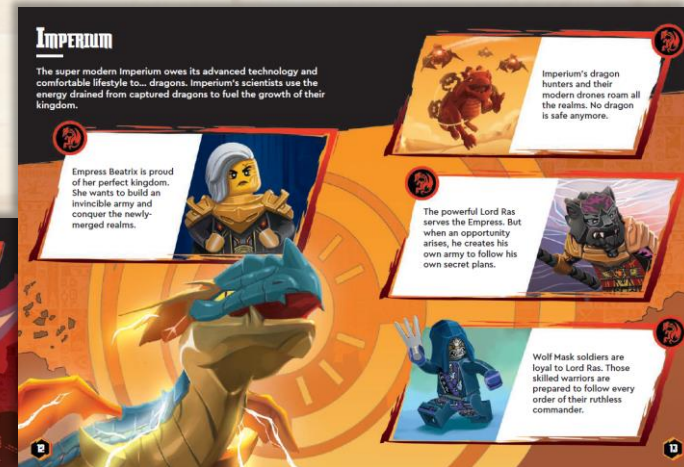 IMPERIUM
The super modern Imperium owes its advanced technology and
comfortable lifestyle to... dragons. Imperium's scientists use the
energy drained from captured dragons to fuel the growth of their
kingdom.
Empress Beatrix is proud
of her perfect kingdom.
She wants to build an
invincible army and
conquer the newly-
merged realms.
Imperium's dragon
hunters and their
modern drones roam all
the realms. No dragon
is safe anymore.
The powerful Lord Ras
serves the Empress. But
when an opportunity
arises, he creates his
own army to follow his
own secret plans.
Wolf Mask soldiers are
loyal to Lord Ras. Those
skilled warriors are
prepared to follow every
order of their ruthless
commander.
12
13